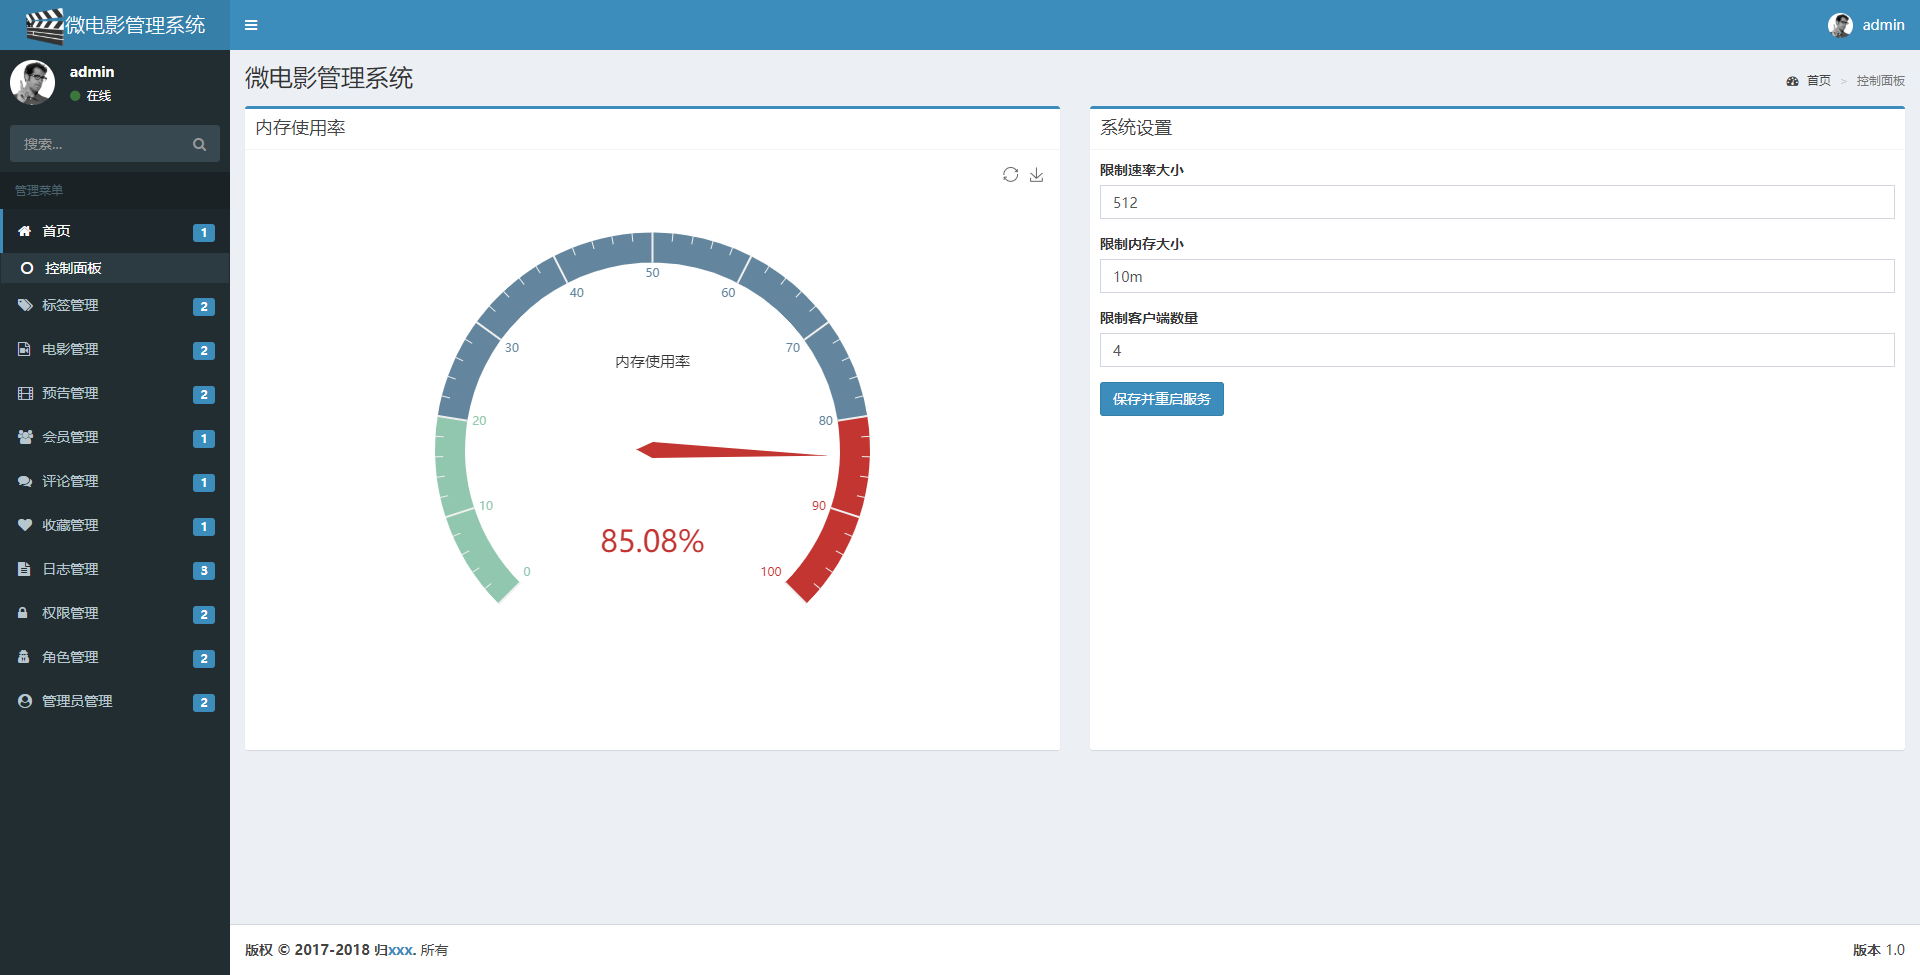 微电影管理系统
admin
admin
在线
搜索...
管理菜单
首页 1
控制面板
标签管理 2
电影管理 2
预告管理 2
会员管理 1
评论管理 1
收藏管理 1
日志管理 3
权限管理 2
角色管理 2
管理员管理 2
微电影管理系统
首页 > 控制面板
内存使用率
0
10
20
30
40
50
60
70
80
90
100
内存使用率
85.08%
系统设置
限制速率大小
512
限制内存大小
10m
限制客户端数量
4
保存并重启服务
版权 © 2017-2018 归xxx. 所有
版本 1.0